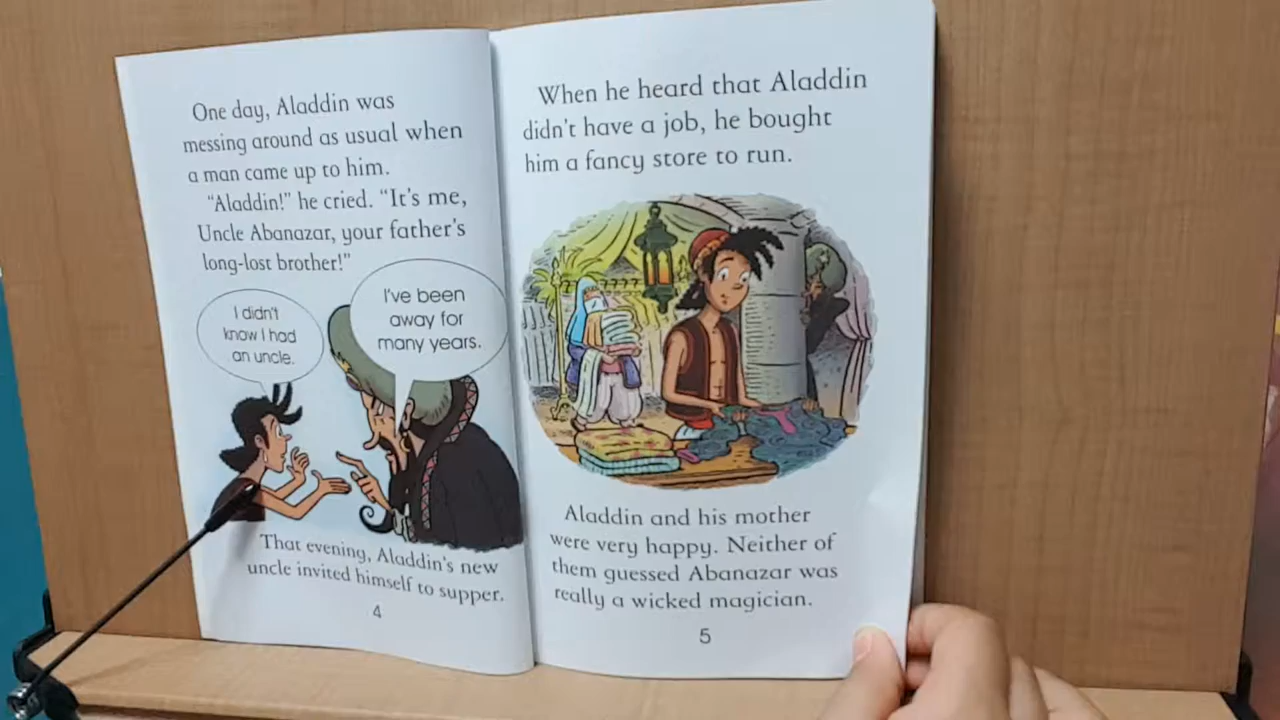 One day, Aladdin was
messing around as usual when
a man came up to him.
"Aladdin!" he cried. "It's me,
Uncle Abanazar, your father's
long-lost brother!"
I didn't
know I had
an uncle.
I've been
away for
many years.
That evening, Aladdin's new
uncle invited himself to supper.
4
When he heard that Aladdin
didn't have a job, he bought
him a fancy store to run.
Aladdin and his mother
were very happy. Neither of
them guessed Abanazar was
really a wicked magician.
5